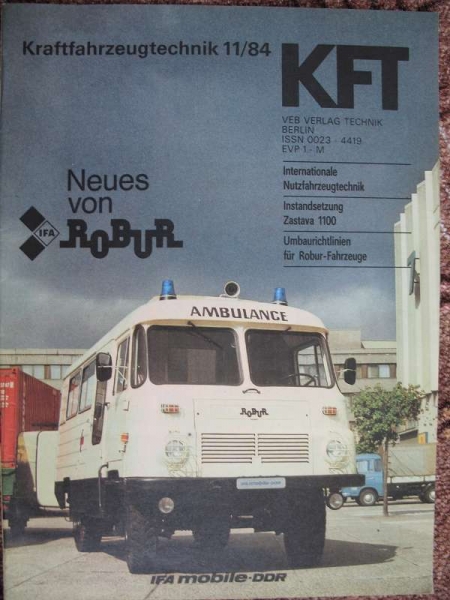 Kraftfahrzeugtechnik 11/84
KFT
VEB VERLAG TECHNIK
BERLIN
ISSN 0023 - 4419
EVP 1,- M
Internationale
Nutzfahrzeugtechnik
Instandsetzung
Zastava 1100
Umbaurichtlinien
für Robur-Fahrzeuge
Neues
von
IFA ROBUR
AMBULANCE
ROBUR
IFA mobile-DDR